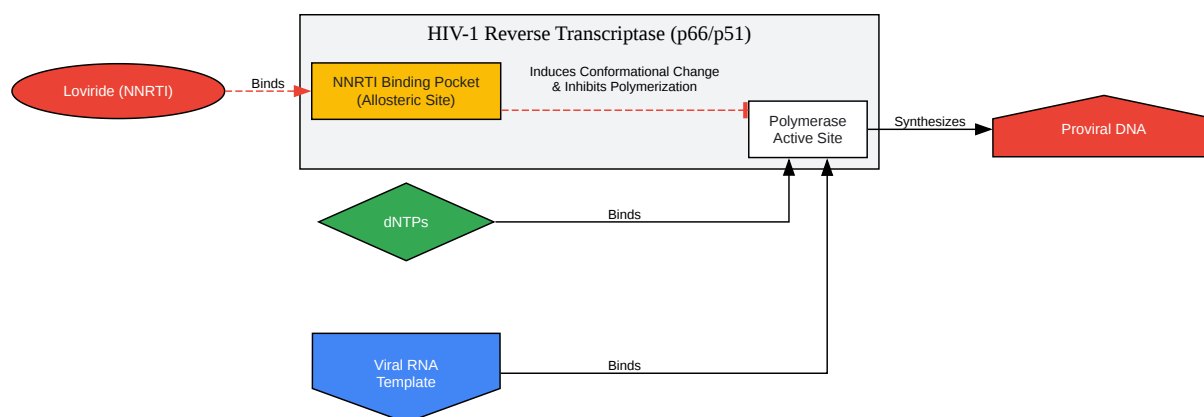 HIV-1 Reverse Transcriptase (p66/p51)
Loviride (NNRTI)
Binds
NNRTI Binding Pocket
(Allosteric Site)
Induces Conformational Change
& Inhibits Polymerization
Polymerase
Active Site
Synthesizes
Proviral DNA
dNTPs
Binds
Viral RNA
Template
Binds